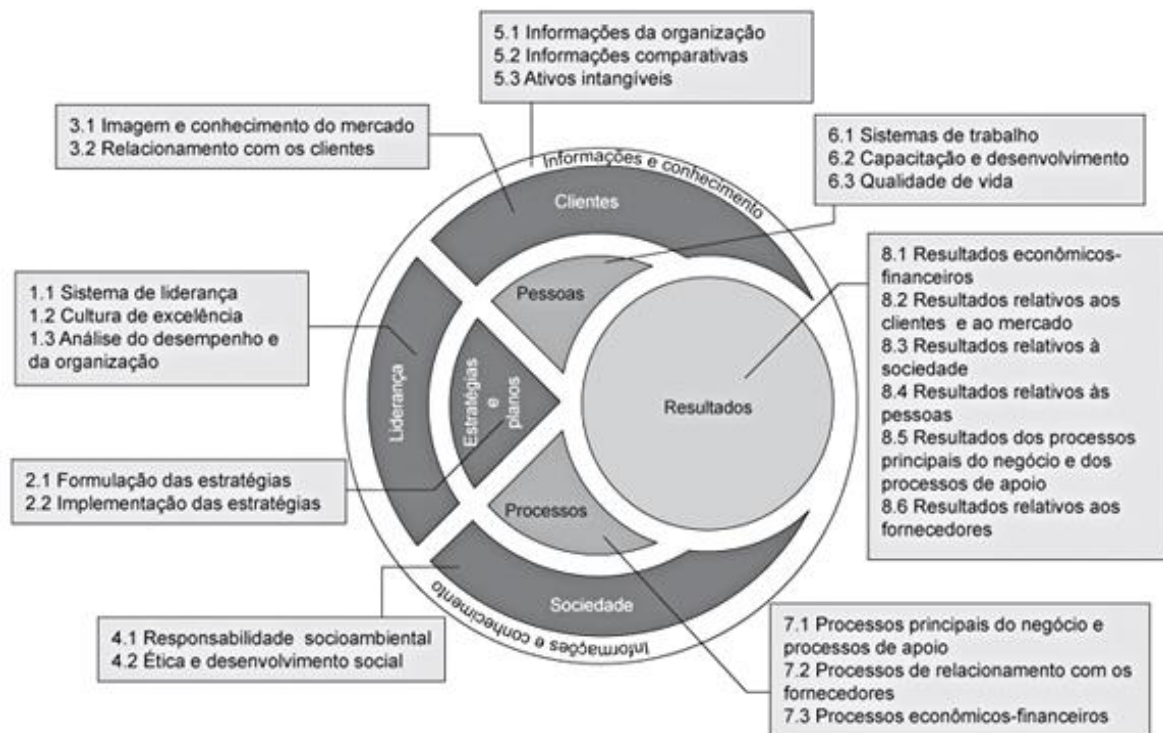 5.1 Informações da organização
5.2 Informações comparativas
5.3 Ativos intangíveis
3.1 Imagem e conhecimento do mercado
3.2 Relacionamento com os clientes
6.1 Sistemas de trabalho
6.2 Capacitação e desenvolvimento
6.3 Qualidade de vida
Informações e conhecimento
Clientes
Pessoas
1.1 Sistema de liderança
1.2 Cultura de excelência
1.3 Análise do desempenho e
da organização
Liderança
Estratégias
e
planos
Resultados
8.1 Resultados econômicos-
financeiros
8.2 Resultados relativos aos
clientes e ao mercado
8.3 Resultados relativos à
sociedade
8.4 Resultados relativos às
pessoas
8.5 Resultados dos processos
principais do negócio e dos
processos de apoio
8.6 Resultados relativos aos
fornecedores
2.1 Formulação das estratégias
2.2 Implementação das estratégias
Processos
Sociedade
Informações e conhecimento
4.1 Responsabilidade socioambiental
4.2 Ética e desenvolvimento social
7.1 Processos principais do negócio e
processos de apoio
7.2 Processos de relacionamento com os
fornecedores
7.3 Processos econômicos-financeiros